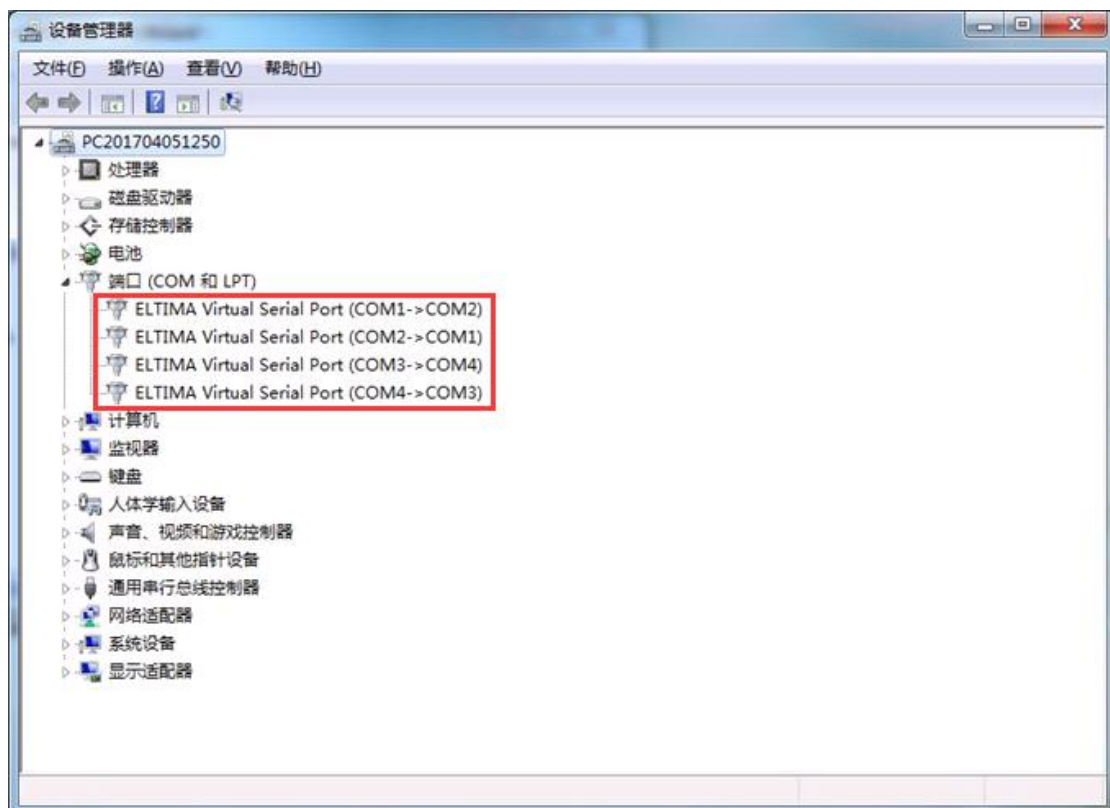 设备管理器
文件(F) 操作(A) 查看(V) 帮助(H)
PC201704051250
处理器
磁盘驱动器
存储控制器
电池
端口 (COM 和 LPT)
ELTIMA Virtual Serial Port (COM1->COM2)
ELTIMA Virtual Serial Port (COM2->COM1)
ELTIMA Virtual Serial Port (COM3->COM4)
ELTIMA Virtual Serial Port (COM4->COM3)
计算机
监视器
键盘
人体学输入设备
声音、视频和游戏控制器
鼠标和其他指针设备
通用串行总线控制器
网络适配器
系统设备
显示适配器